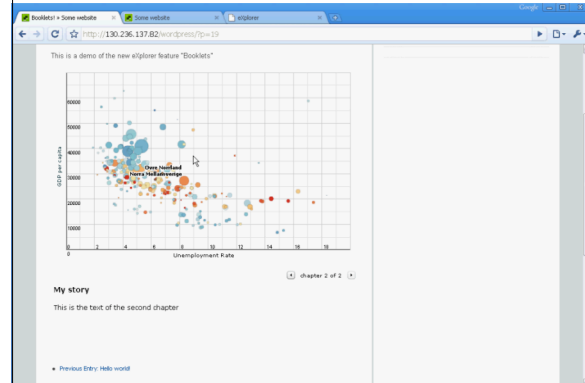 Google
Booklets! » Some website
Some website
eXplorer
http://130.236.137.82/wordpress/?p=19
This is a demo of the new eXplorer feature "Booklets"
GDP per capita
60000
50000
40000
30000
20000
10000
0
Övre Norrland
Norra Mellansverige
2 4 6 8 10 12 14 16 18
0
Unemployment Rate
chapter 2 of 2
My story
This is the text of the second chapter
Previous Entry: Hello world!